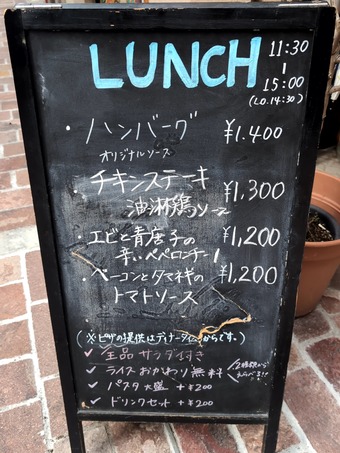 LUNCH
11:30
|
15:00
(L.O.14:30)
・ハンバーグ ¥1.400
オリジナルソース
・チキンステーキ ¥1,300
油淋鶏ソース
・エビと青唐子の ¥1,200
辛いペペロンチーノ
・ベーコンとタマネギの ¥1,200
トマトソース
(※ピザの提供はディナータイムからです。)
✓ 全品 サラダ付き
✓ ライスおかわり無料
✓ パスタ大盛 +¥200
✓ ドリンクセット +¥200